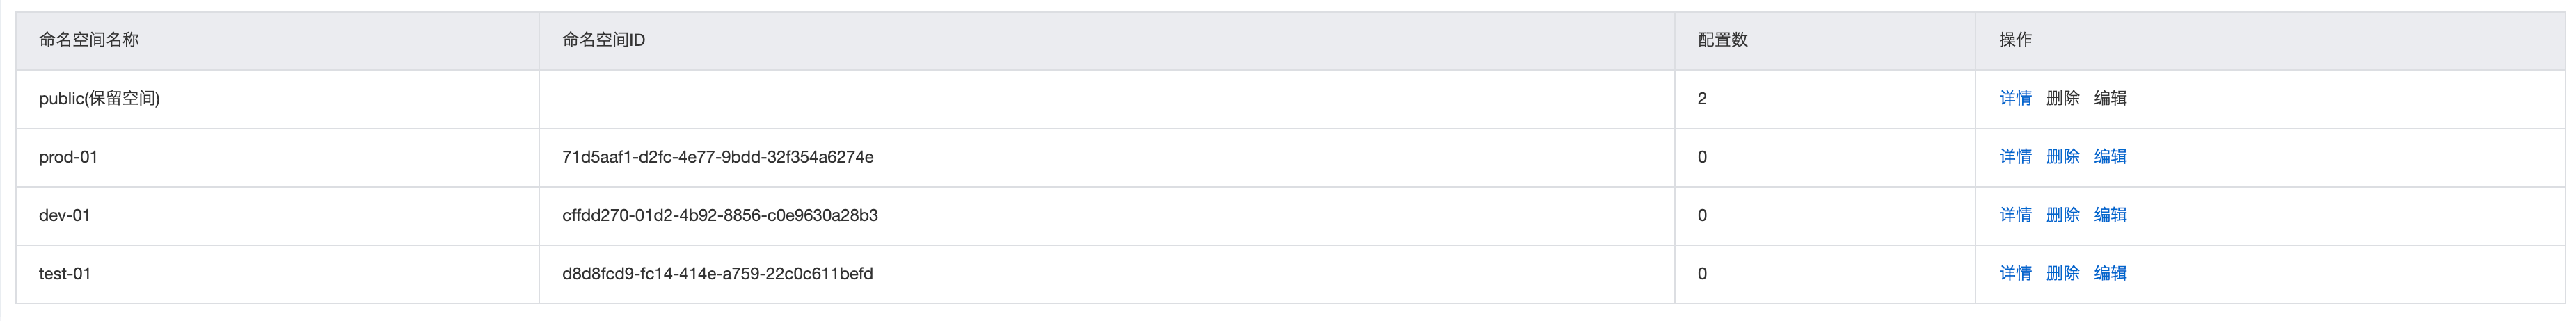 命名空间名称 命名空间ID 配置数 操作
public(保留空间) 2 详情 删除 编辑
prod-01 71d5aaf1-d2fc-4e77-9bdd-32f354a6274e 0 详情 删除 编辑
dev-01 cffdd270-01d2-4b92-8856-c0e9630a28b3 0 详情 删除 编辑
test-01 d8d8fcd9-fc14-414e-a759-22c0c611befd 0 详情 删除 编辑